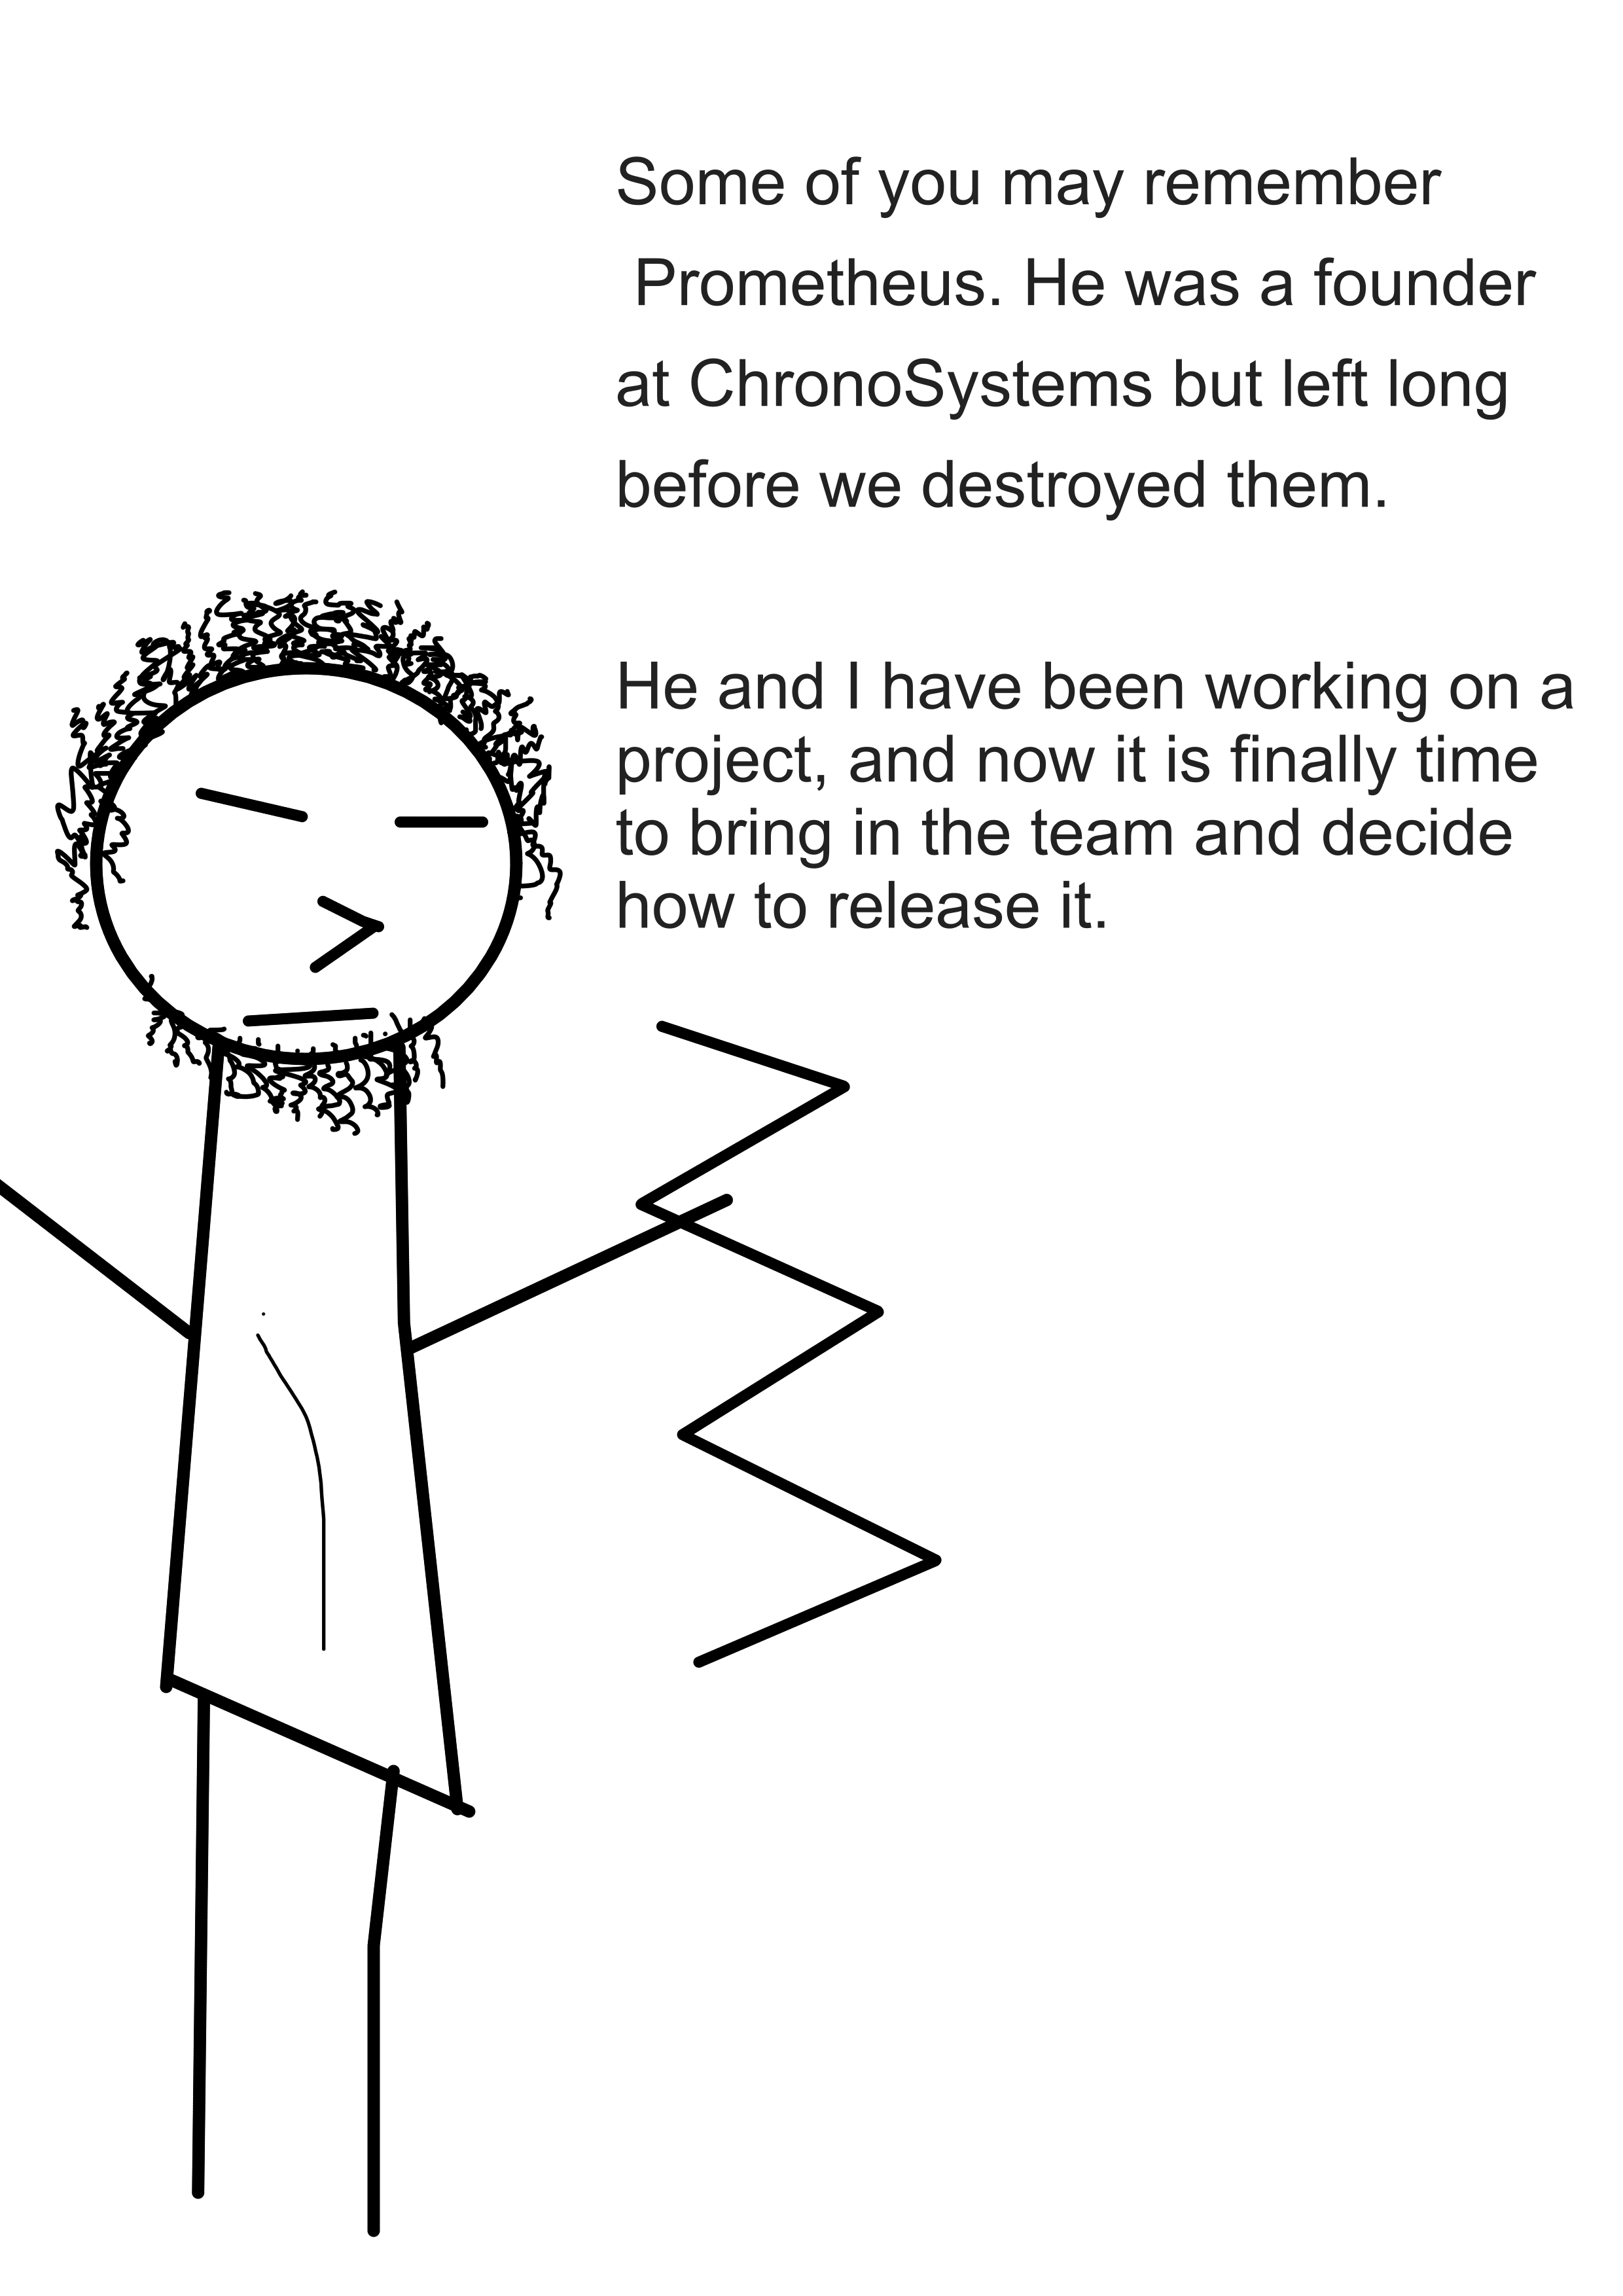 Some of you may remember
Prometheus. He was a founder
at ChronoSystems but left long
before we destroyed them.
He and I have been working on a
project, and now it is finally time
to bring in the team and decide
how to release it.